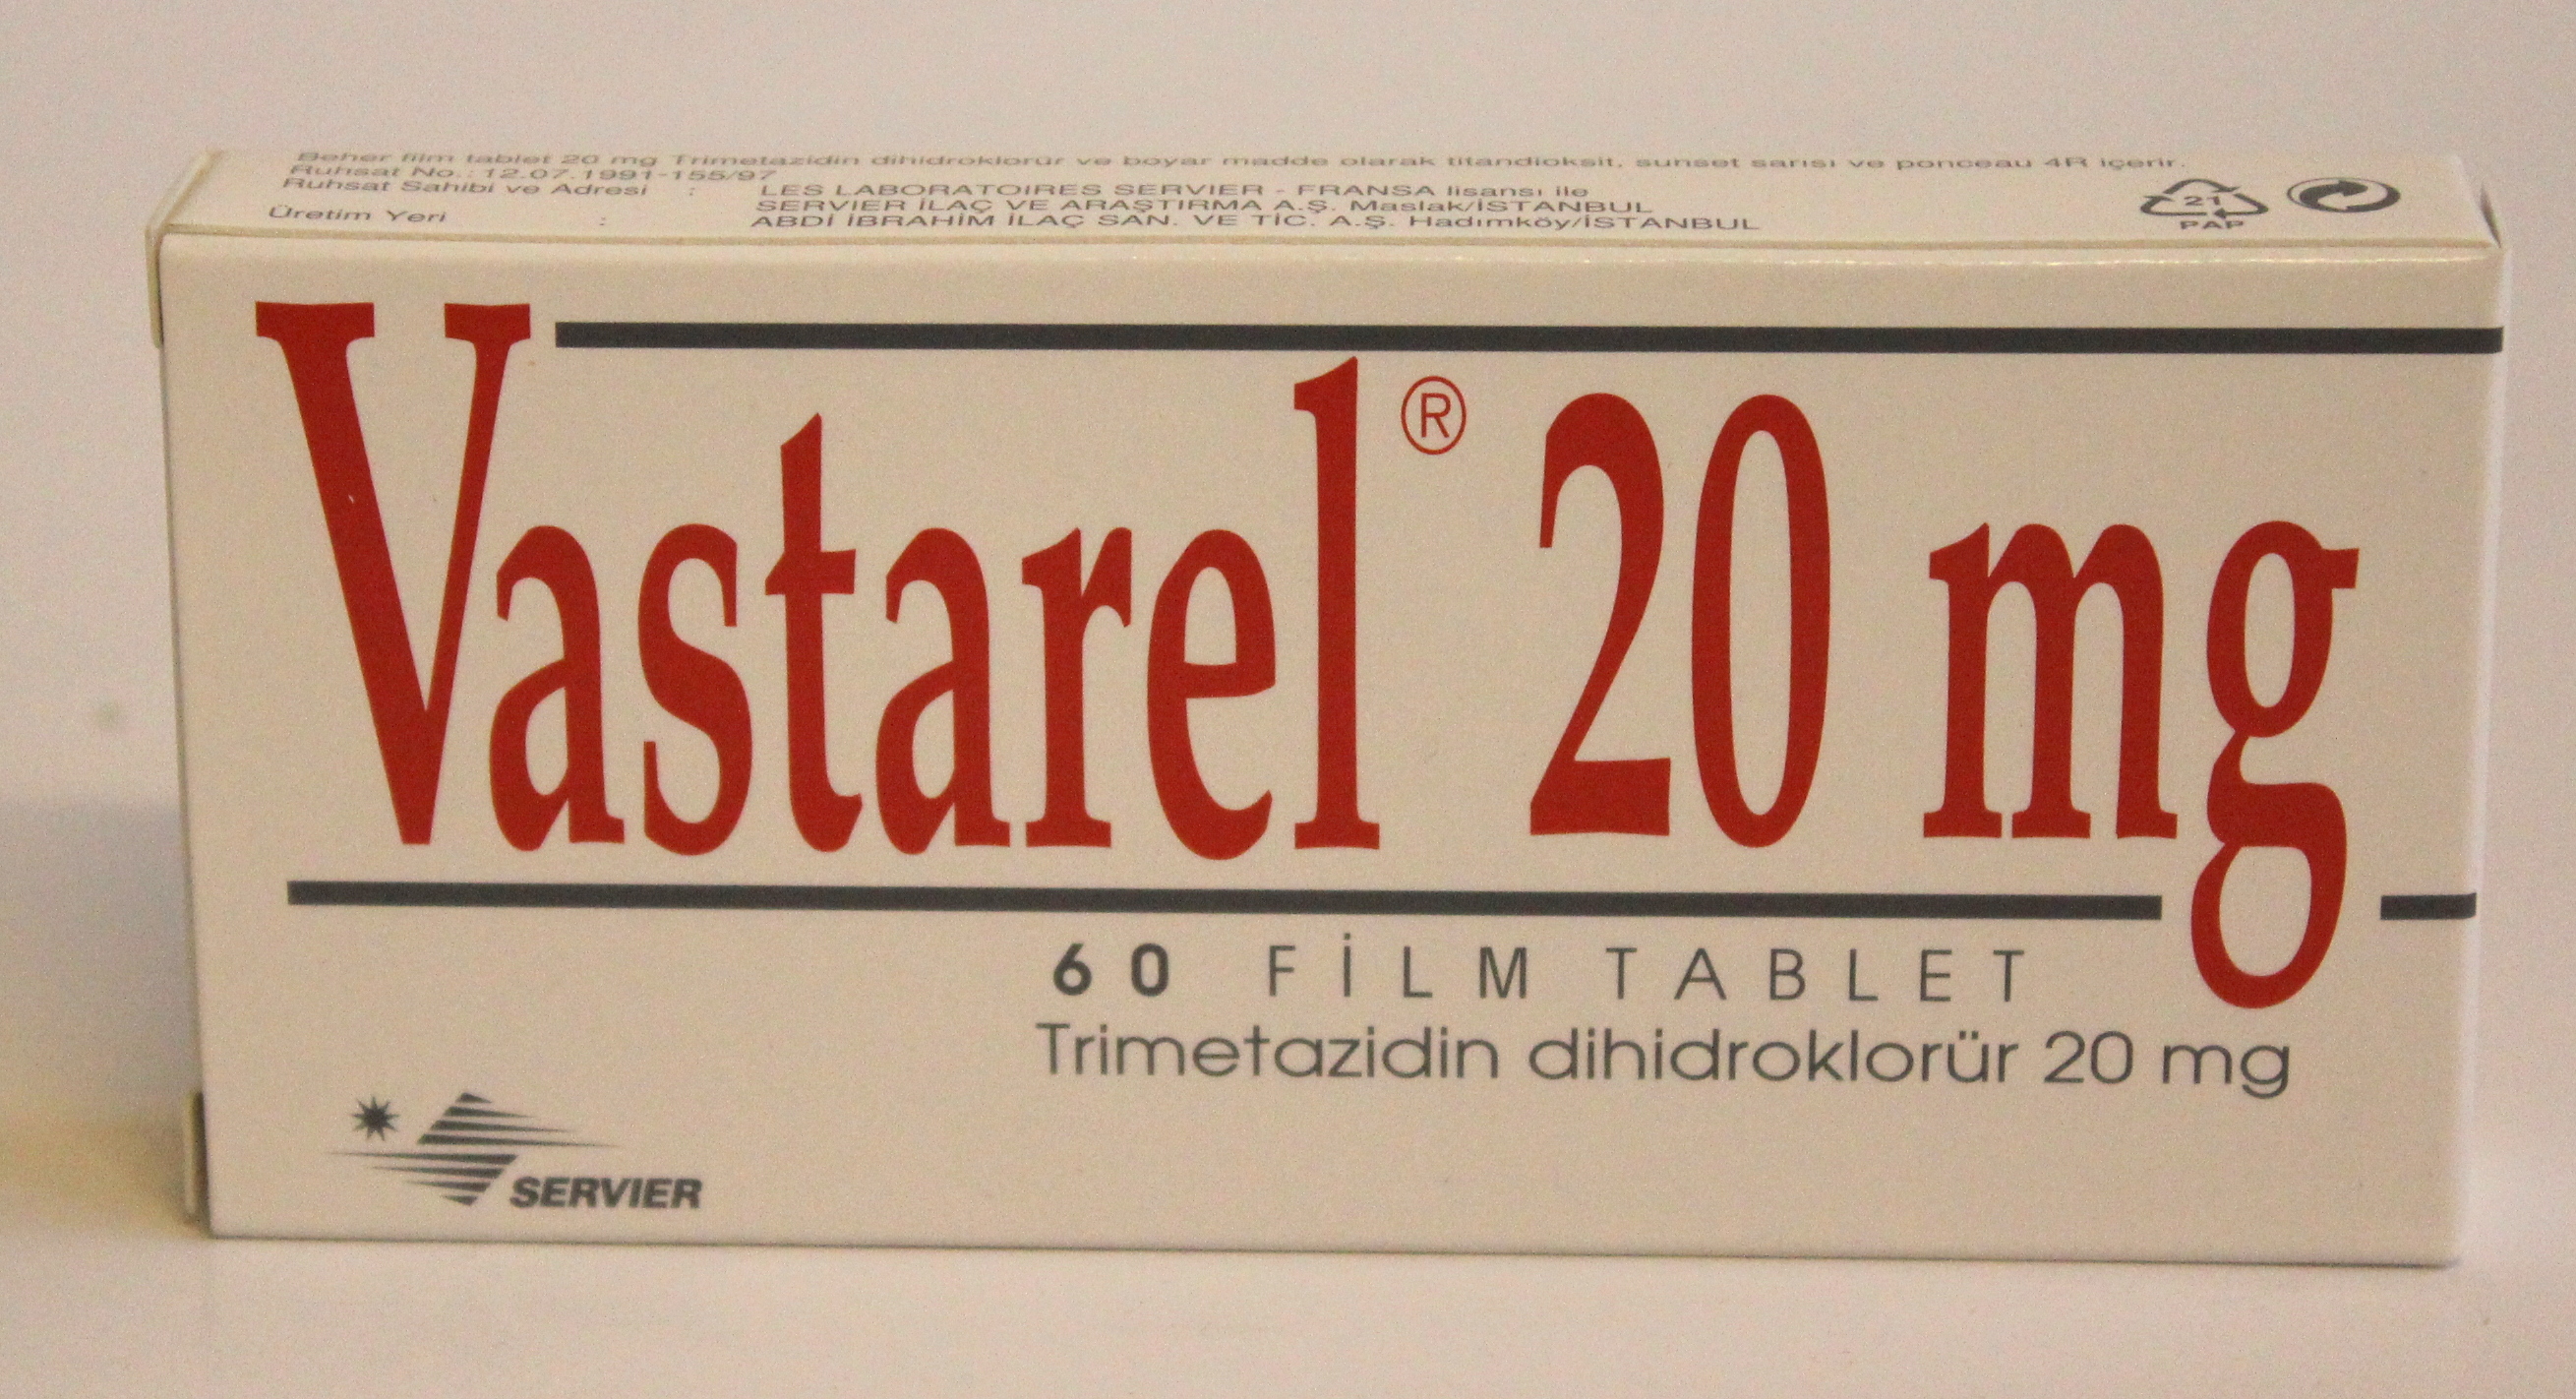 Beher film tablet 20 mg Trimetazidin dihidroklorür ve boyar madde olarak titandioksit, sunset sarısı ve ponceau 4R içerir.
Ruhsat No.: 12.07.1991-155/97
Ruhsat Sahibi ve Adresi : LES LABORATOIRES SERVIER - FRANSA lisansı ile
SERVIER İLAÇ VE ARAŞTIRMA A.Ş. Maslak/İSTANBUL
Üretim Yeri : ABDİ İBRAHİM İLAÇ SAN. VE TİC. A.Ş. Hadımköy/İSTANBUL
21
PAP
Vastarel® 20 mg
60 FİLM TABLET
Trimetazidin dihidroklorür 20 mg
SERVIER